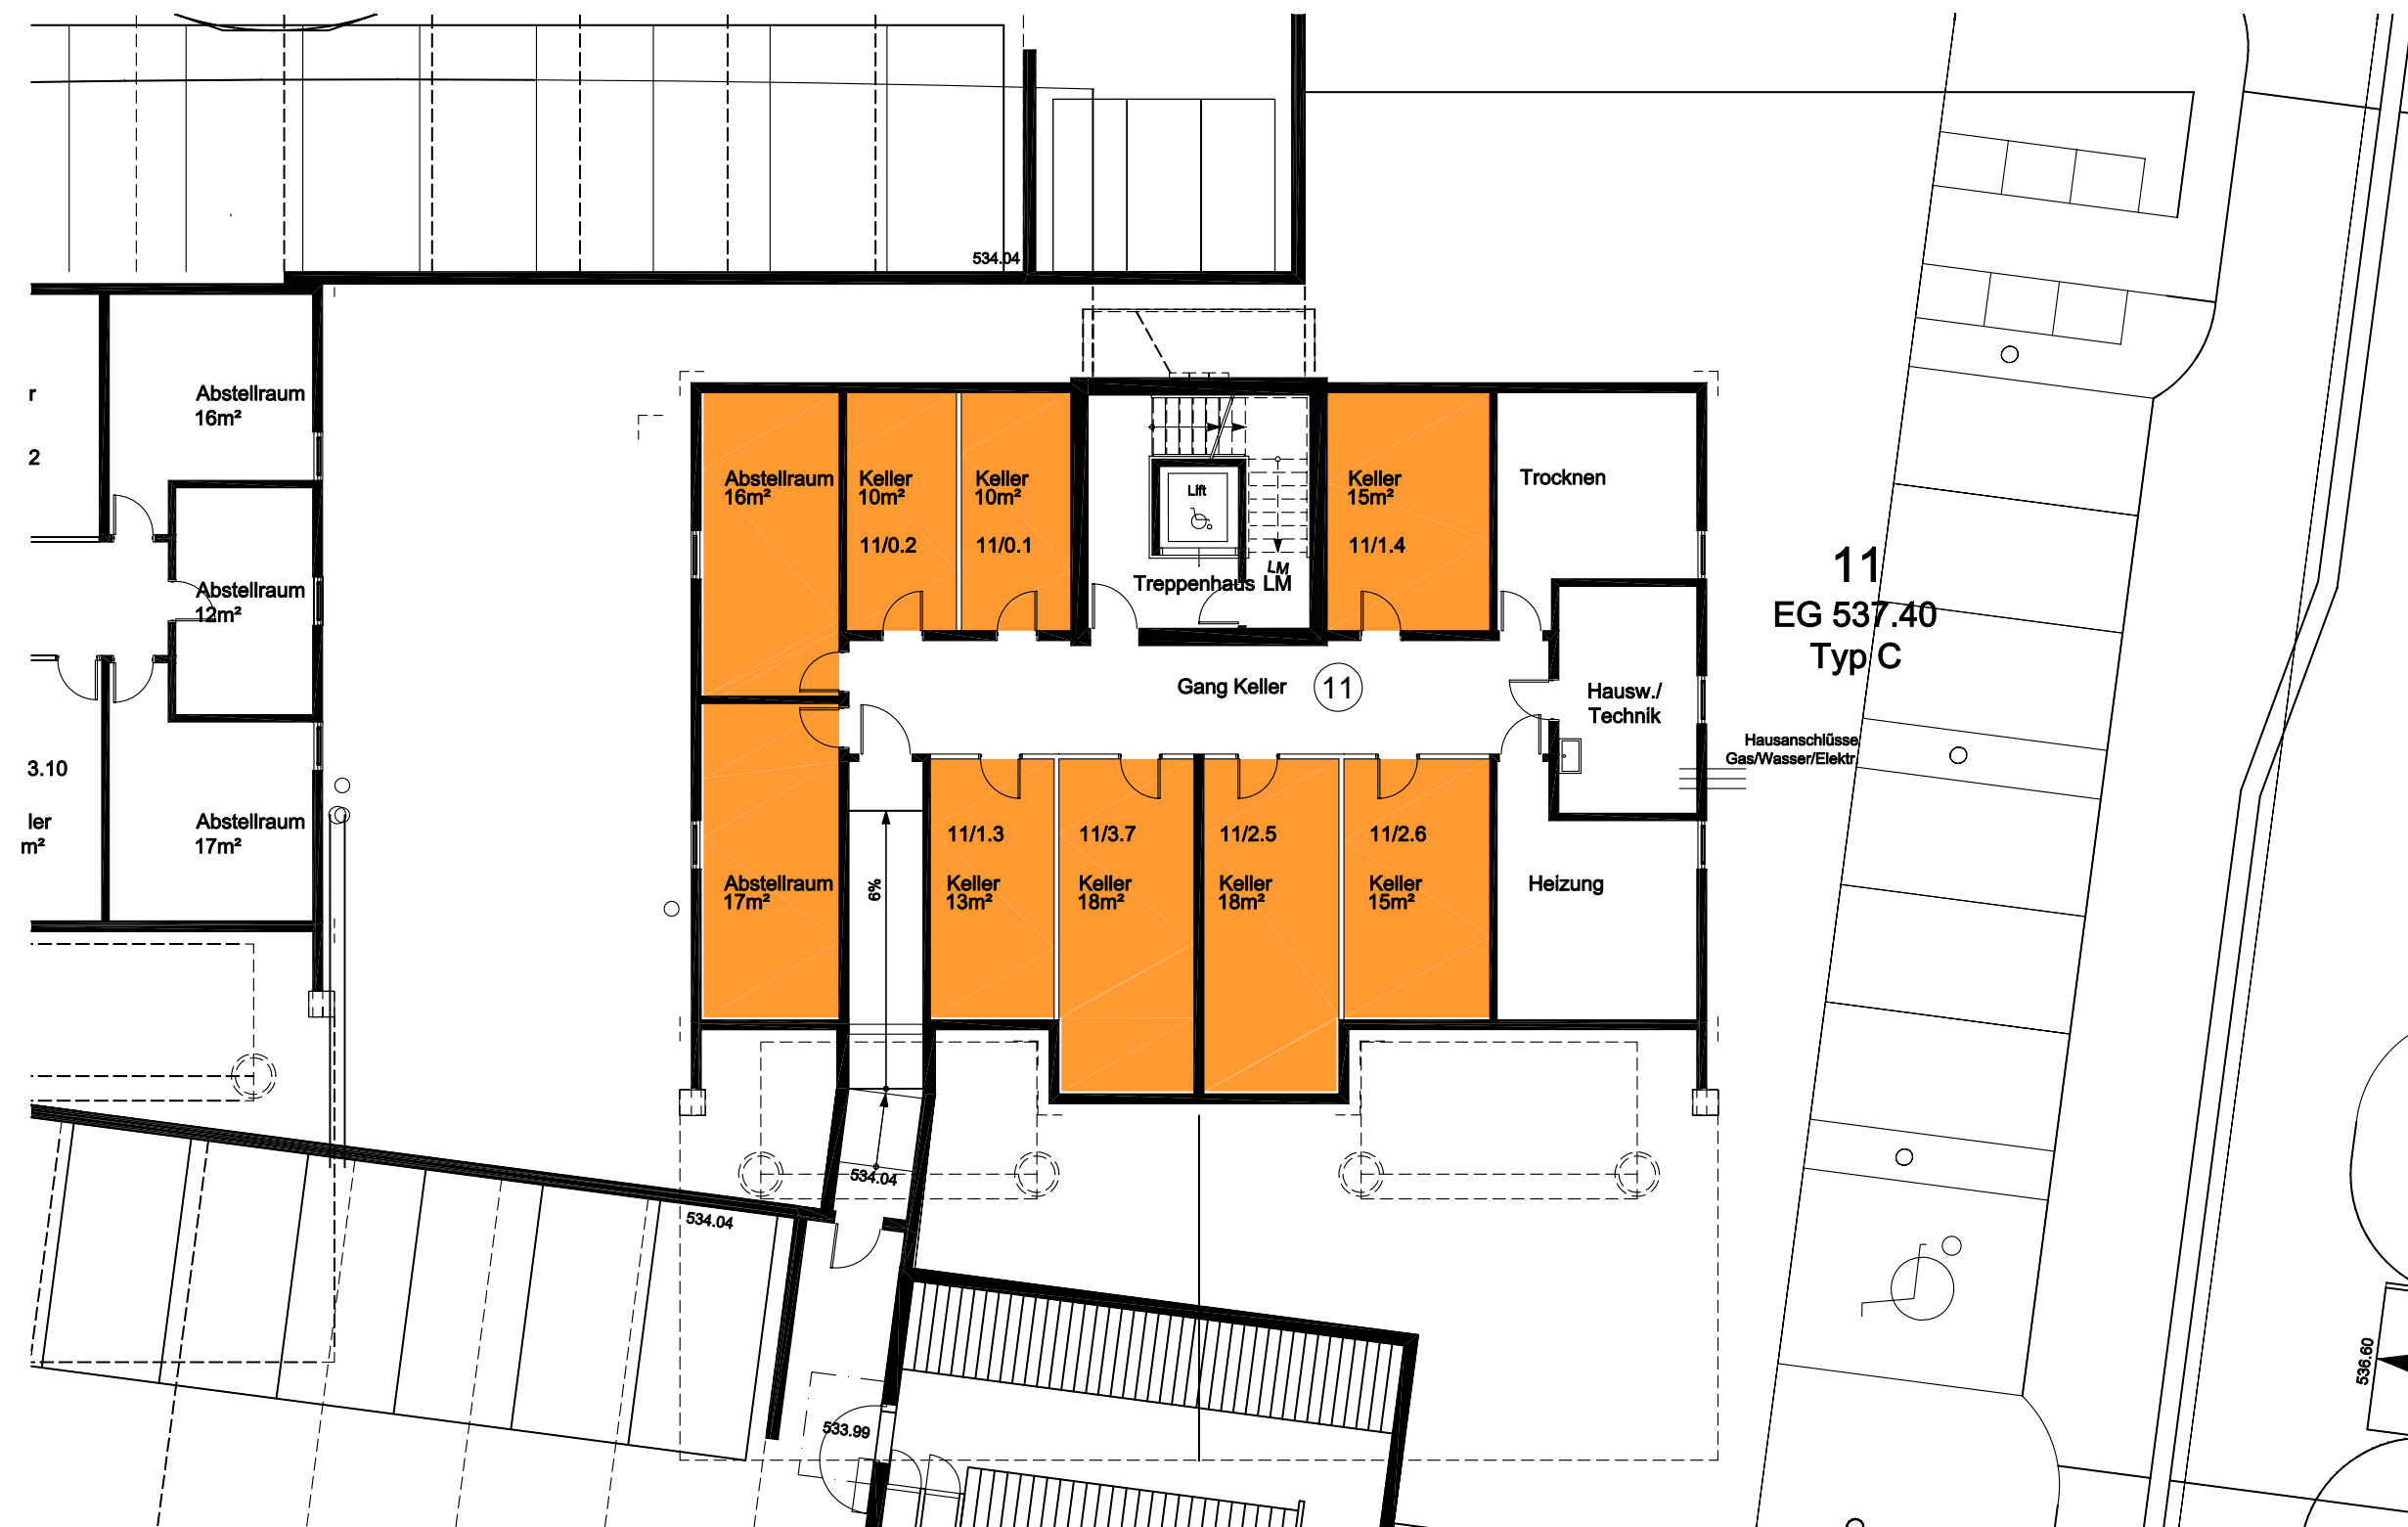 534.04
r
2
Abstellraum
16m²
Abstellraum
12m²
3.10
ler
m²
Abstellraum
17m²
Abstellraum
16m²
Keller
10m²
11/0.2
Keller
10m²
11/0.1
Lift
LM
Treppenhaus LM
Keller
15m²
11/1.4
Trocknen
11
EG 537.40
Typ C
Gang Keller
11
Hausw./
Technik
Hausanschlüsse
Gas/Wasser/Elektr.
Abstellraum
17m²
6%
11/1.3
Keller
13m²
11/3.7
Keller
18m²
11/2.5
Keller
18m²
11/2.6
Keller
15m²
Heizung
534.04
534.04
533.99
536.60